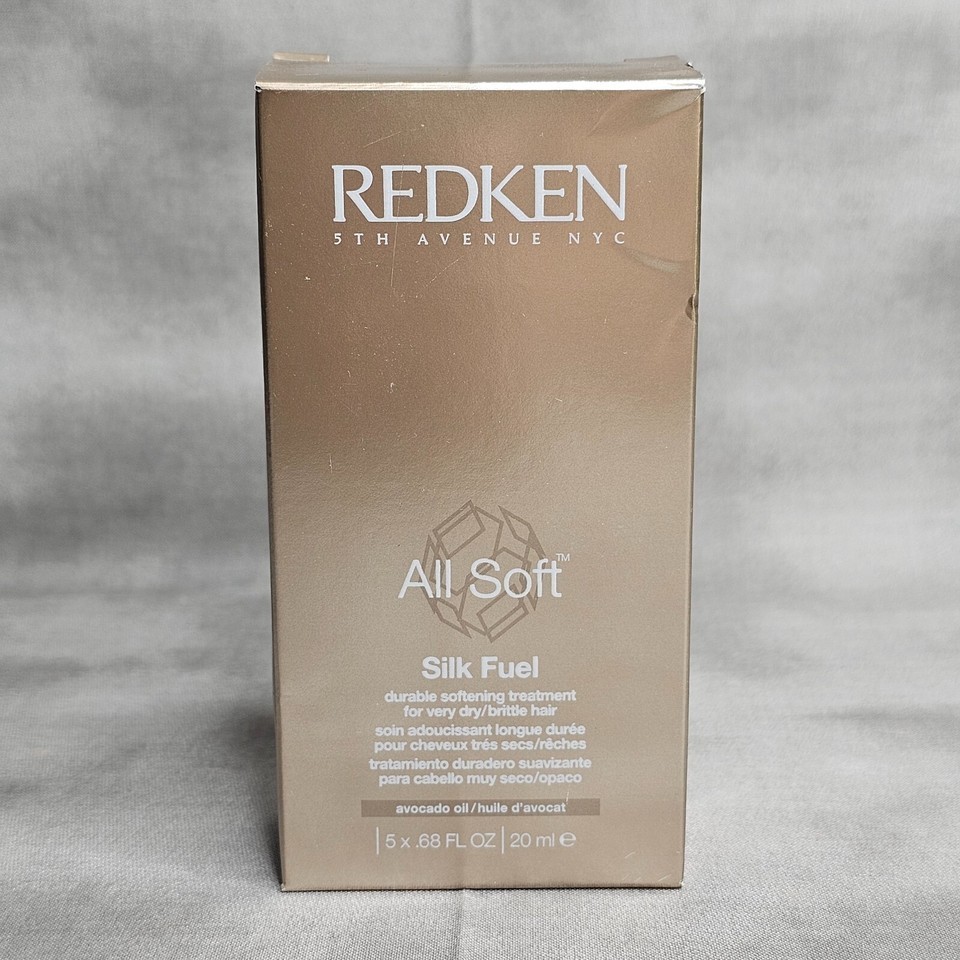 REDKEN
5TH AVENUE NYC
All Soft™
Silk Fuel
durable softening treatment
for very dry/brittle hair
soin adoucissant longue durée
pour cheveux trés secs/rêches
tratamiento duradero suavizante
para cabello muy seco/opaco
avocado oil/huile d'avocat
5 x .68 FL OZ | 20 ml ℮